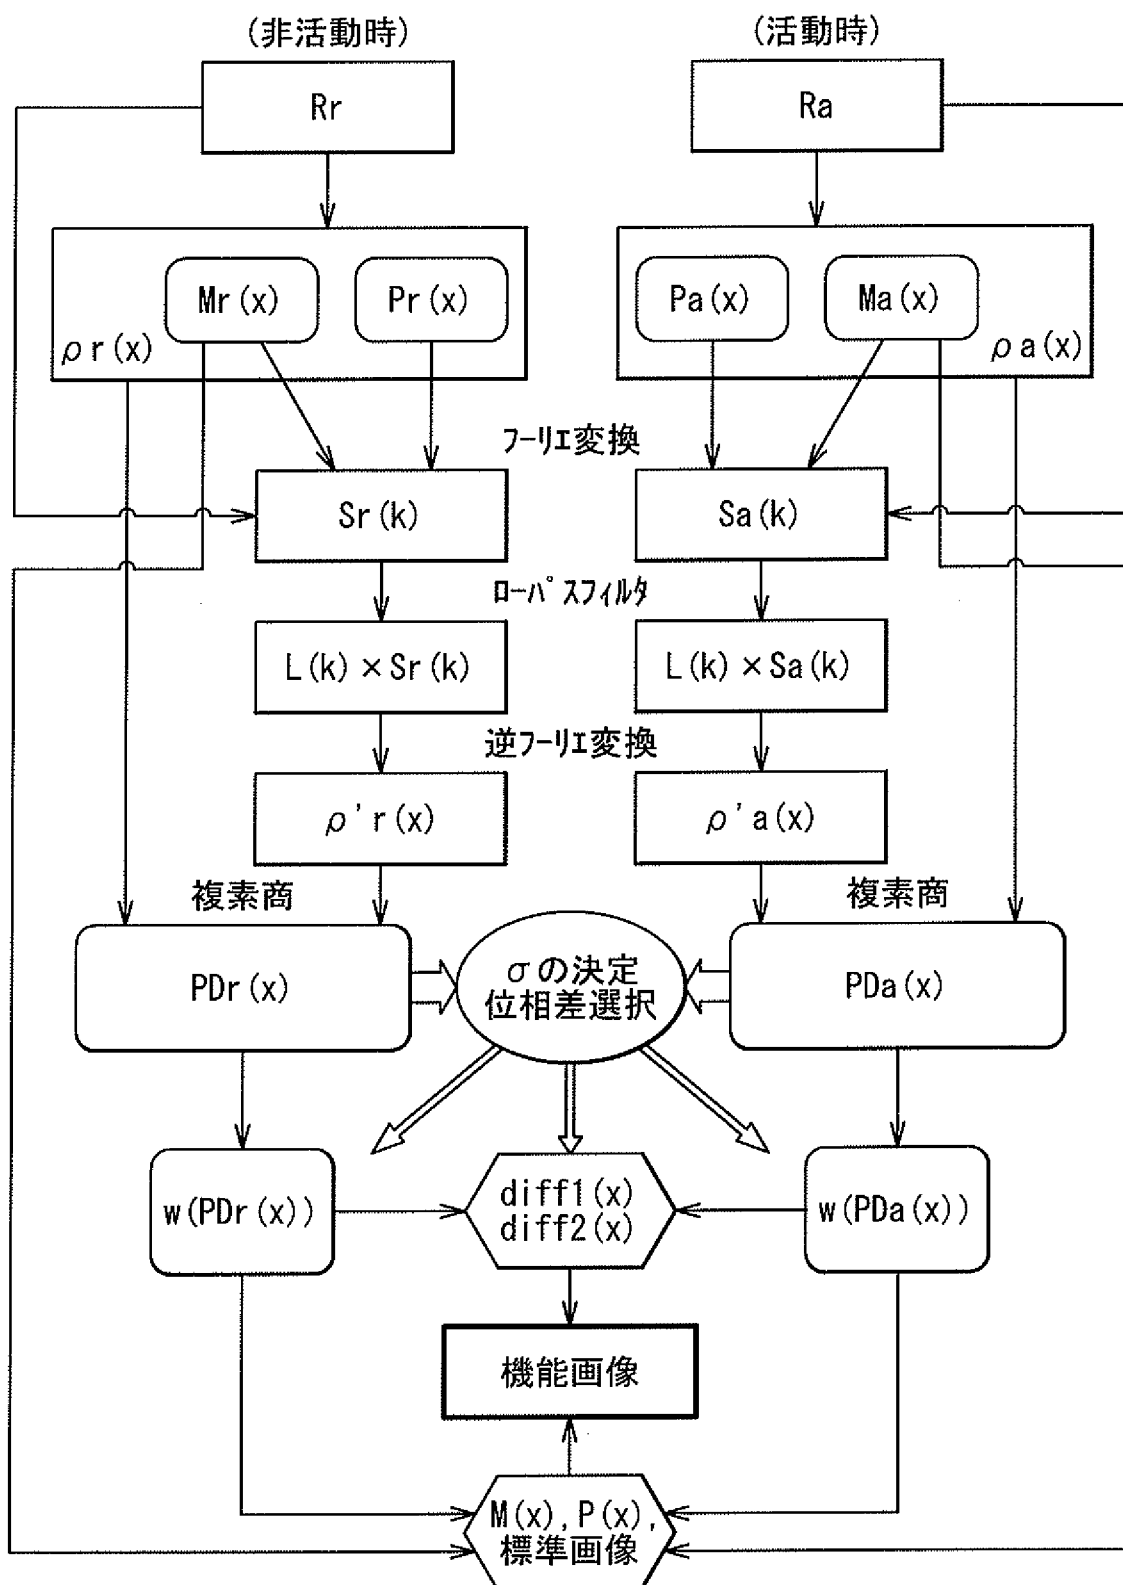 (非活動時)
(活動時)
Rr
Ra
Mr(x)
Pr(x)
ρr(x)
Pa(x)
Ma(x)
ρa(x)
フーリエ変換
Sr(k)
Sa(k)
ローパスフィルタ
L(k)×Sr(k)
L(k)×Sa(k)
逆フーリエ変換
ρ'r(x)
ρ'a(x)
複素商
複素商
PDr(x)
σの決定
位相差選択
PDa(x)
w(PDr(x))
diff1(x)
diff2(x)
w(PDa(x))
機能画像
M(x),P(x),
標準画像